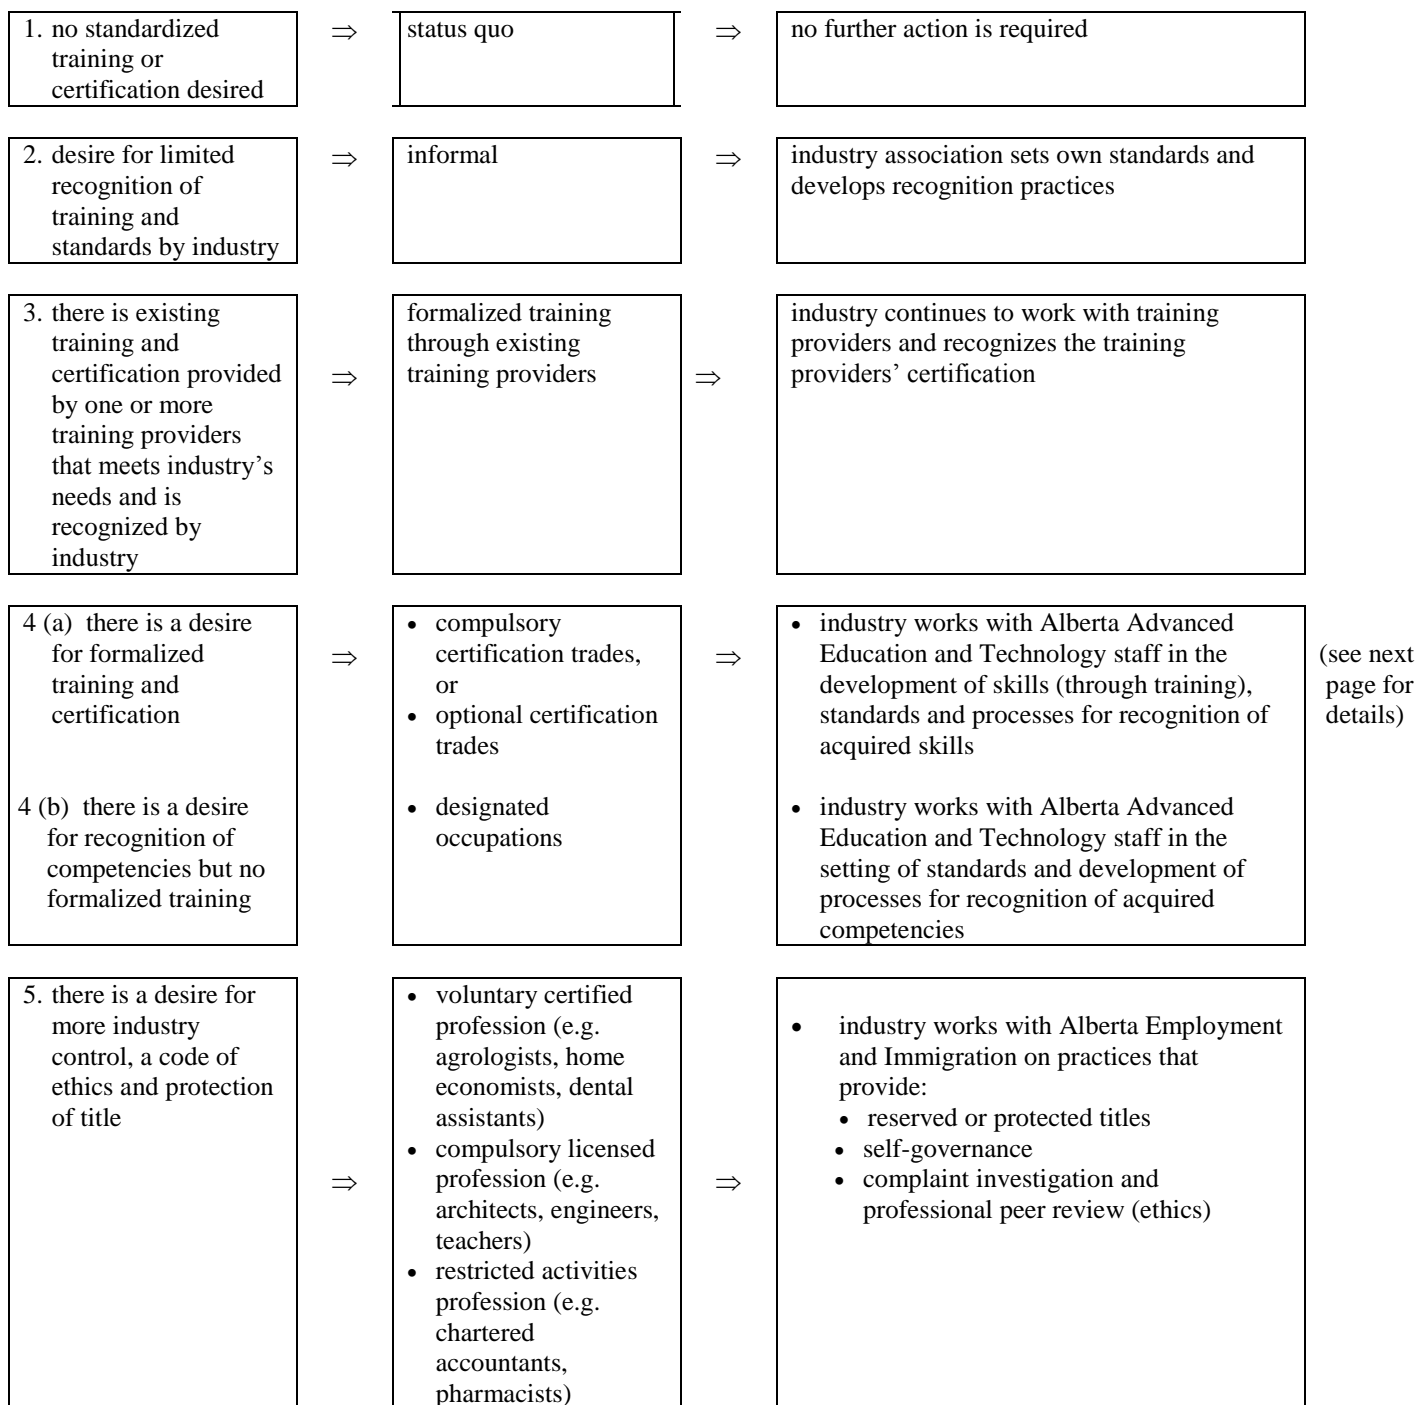 1. no standardized
training or
certification desired
⇒
status quo
⇒
no further action is required
2. desire for limited
recognition of
training and
standards by industry
⇒
informal
⇒
industry association sets own standards and
develops recognition practices
3. there is existing
training and
certification provided
by one or more
training providers
that meets industry’s
needs and is
recognized by
industry
⇒
formalized training
through existing
training providers
⇒
industry continues to work with training
providers and recognizes the training
providers’ certification
4 (a) there is a desire
for formalized
training and
certification
⇒
• compulsory
certification trades,
or
• optional certification
trades
⇒
• industry works with Alberta Advanced
Education and Technology staff in the
development of skills (through training),
standards and processes for recognition of
acquired skills
(see next
page for
details)
4 (b) there is a desire
for recognition of
competencies but no
formalized training
• designated
occupations
• industry works with Alberta Advanced
Education and Technology staff in the
setting of standards and development of
processes for recognition of acquired
competencies
5. there is a desire for
more industry
control, a code of
ethics and protection
of title
⇒
• voluntary certified
profession (e.g.
agrologists, home
economists, dental
assistants)
• compulsory licensed
profession (e.g.
architects, engineers,
teachers)
• restricted activities
profession (e.g.
chartered
accountants,
pharmacists)
⇒
• industry works with Alberta Employment
and Immigration on practices that
provide:
• reserved or protected titles
• self-governance
• complaint investigation and
professional peer review (ethics)